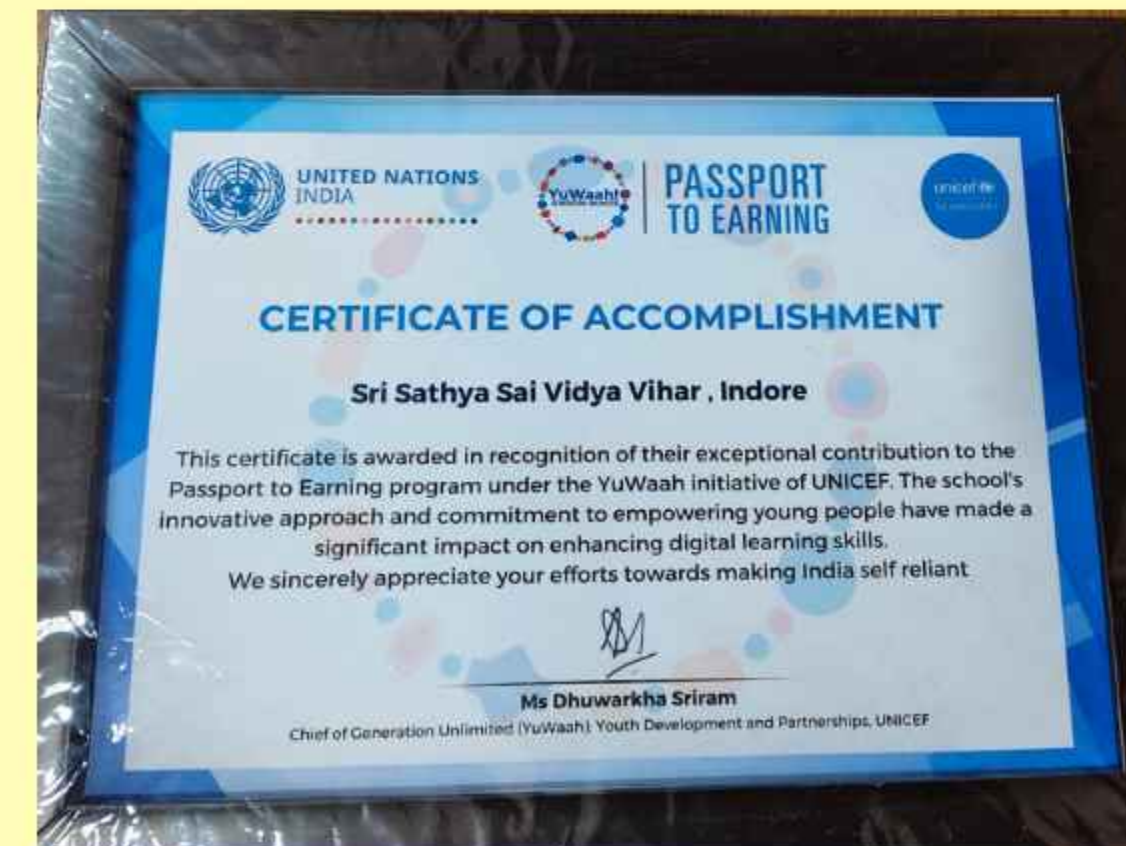 UNITED NATIONS
INDIA
YuWaah!
PASSPORT
TO EARNING
unicef
CERTIFICATE OF ACCOMPLISHMENT
Sri Sathya Sai Vidya Vihar , Indore
This certificate is awarded in recognition of their exceptional contribution to the
Passport to Earning program under the YuWaah initiative of UNICEF. The school's
innovative approach and commitment to empowering young people have made a
significant impact on enhancing digital learning skills.
We sincerely appreciate your efforts towards making India self reliant
Ms Dhuwarkha Sriram
Chief of Generation Unlimited (YuWaah) Youth Development and Partnerships, UNICEF